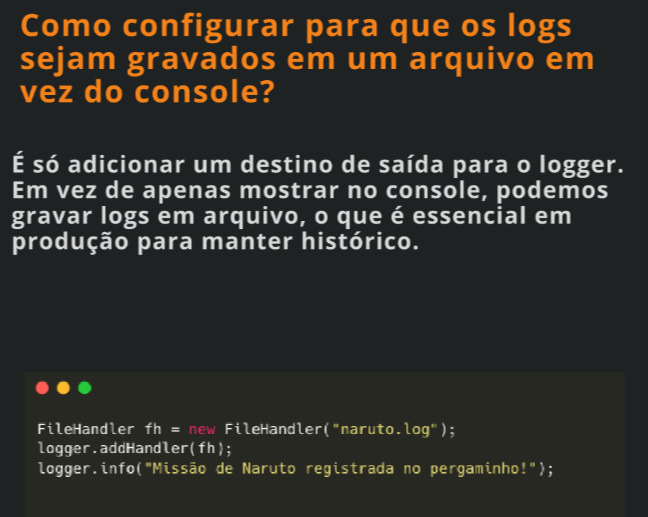 Como configurar para que os logs
sejam gravados em um arquivo em
vez do console?
É só adicionar um destino de saída para o logger.
Em vez de apenas mostrar no console, podemos
gravar logs em arquivo, o que é essencial em
produção para manter histórico.
FileHandler fh = new FileHandler("naruto.log");
logger.addHandler(fh);
logger.info("Missão de Naruto registrada no pergaminho!");